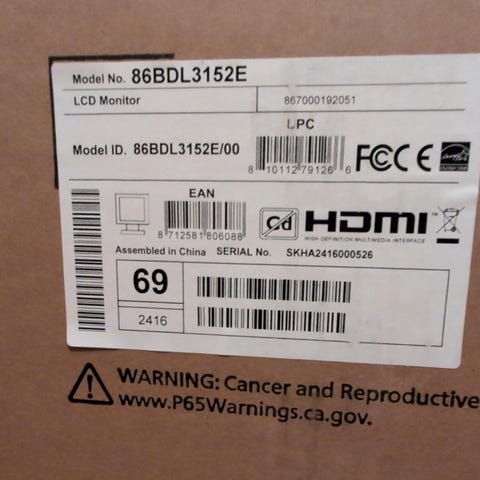 Model No. 86BDL3152E
LCD Monitor 867000192051
UPC
Model ID. 86BDL3152E/00
8 10112 79126 6
FC CE
EAN
8 712581 806088
Cd HDMI™
HIGH-DEFINITION MULTIMEDIA INTERFACE
Assembled in China SERIAL No. SKHA2416000526
69
2416
WARNING: Cancer and Reproductive
www.P65Warnings.ca.gov.